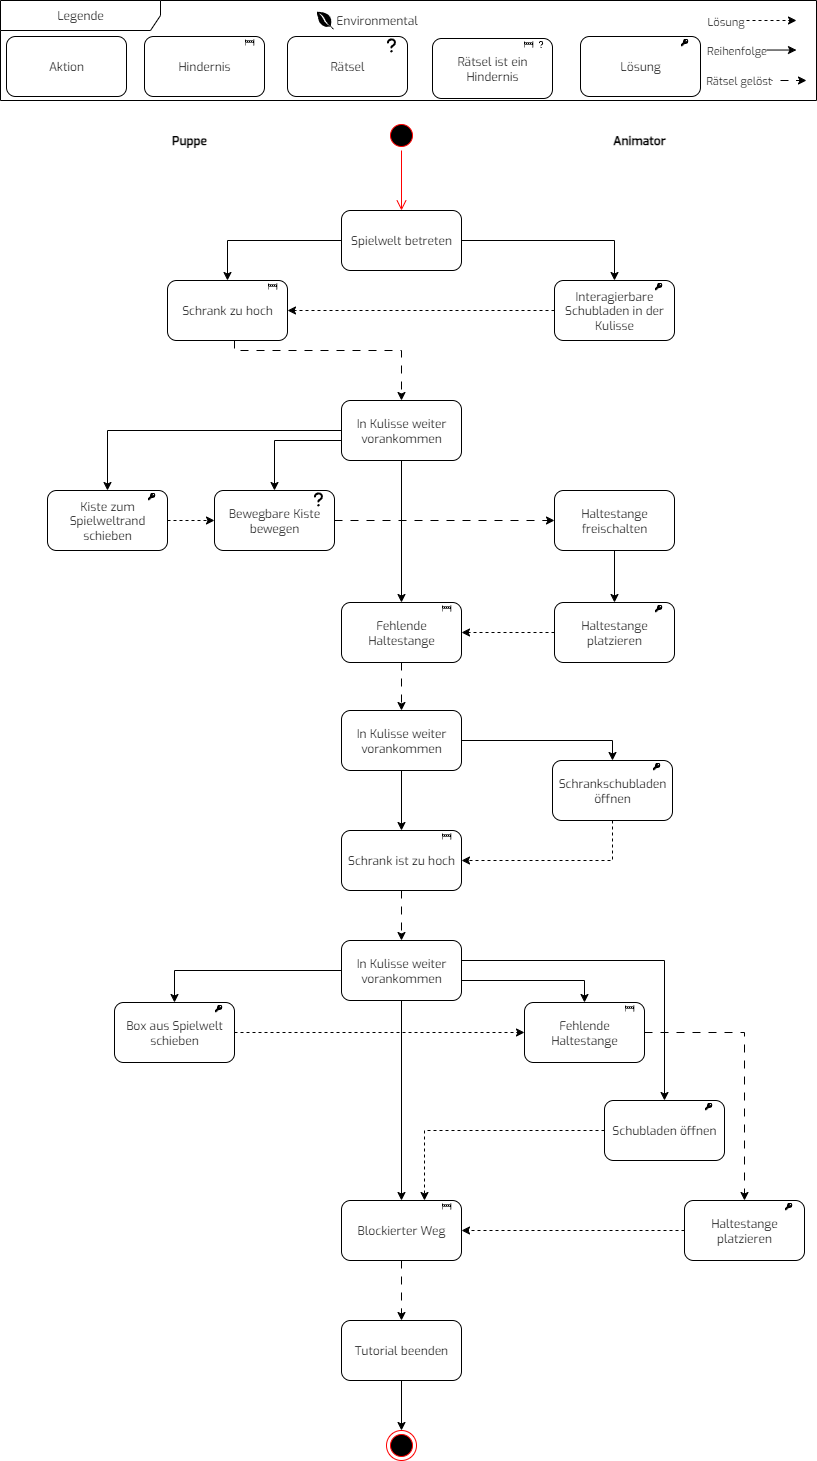 Legende
Environmental
Lösung
Reihenfolge
Rätsel gelöst
Aktion
Hindernis
Rätsel
Rätsel ist ein
Hindernis
Lösung
Puppe
Animator
Spielwelt betreten
Schrank zu hoch
Interagierbare
Schubladen in der
Kulisse
In Kulisse weiter
vorankommen
Kiste zum
Spielweltrand
schieben
Bewegbare Kiste
bewegen
Haltestange
freischalten
Fehlende
Haltestange
Haltestange
platzieren
In Kulisse weiter
vorankommen
Schrankschubladen
öffnen
Schrank ist zu hoch
In Kulisse weiter
vorankommen
Box aus Spielwelt
schieben
Fehlende
Haltestange
Schubladen öffnen
Blockierter Weg
Haltestange
platzieren
Tutorial beenden